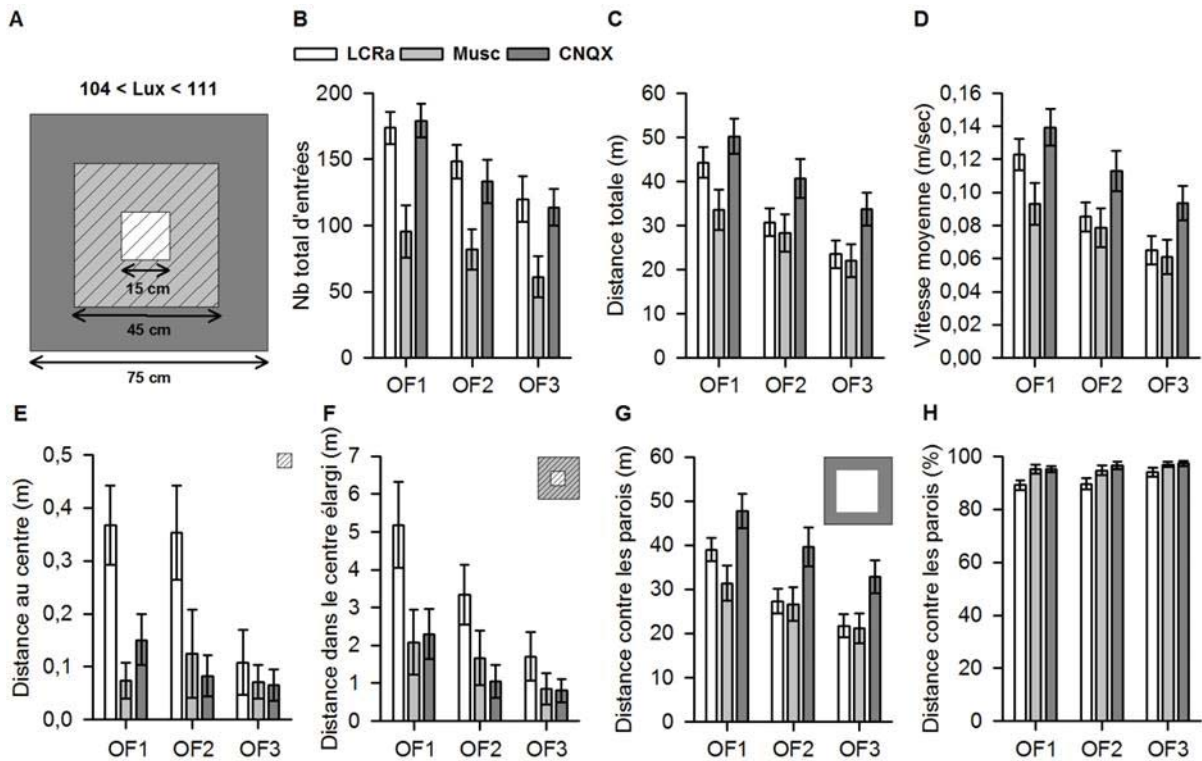 A
104 < Lux < 111
15 cm
45 cm
75 cm
B
LCRa Musc CNQX
Nb total d'entrées
200
150
100
50
0
OF1 OF2 OF3
C
Distance totale (m)
60
50
40
30
20
10
0
OF1 OF2 OF3
D
Vitesse moyenne (m/sec)
0,16
0,14
0,12
0,10
0,08
0,06
0,04
0,02
0,00
OF1 OF2 OF3
E
Distance au centre (m)
0,5
0,4
0,3
0,2
0,1
0,0
OF1 OF2 OF3
F
Distance dans le centre élargi (m)
7
6
5
4
3
2
1
0
OF1 OF2 OF3
G
Distance contre les parois (m)
60
50
40
30
20
10
0
OF1 OF2 OF3
H
Distance contre les parois (%)
100
80
60
40
20
0
OF1 OF2 OF3